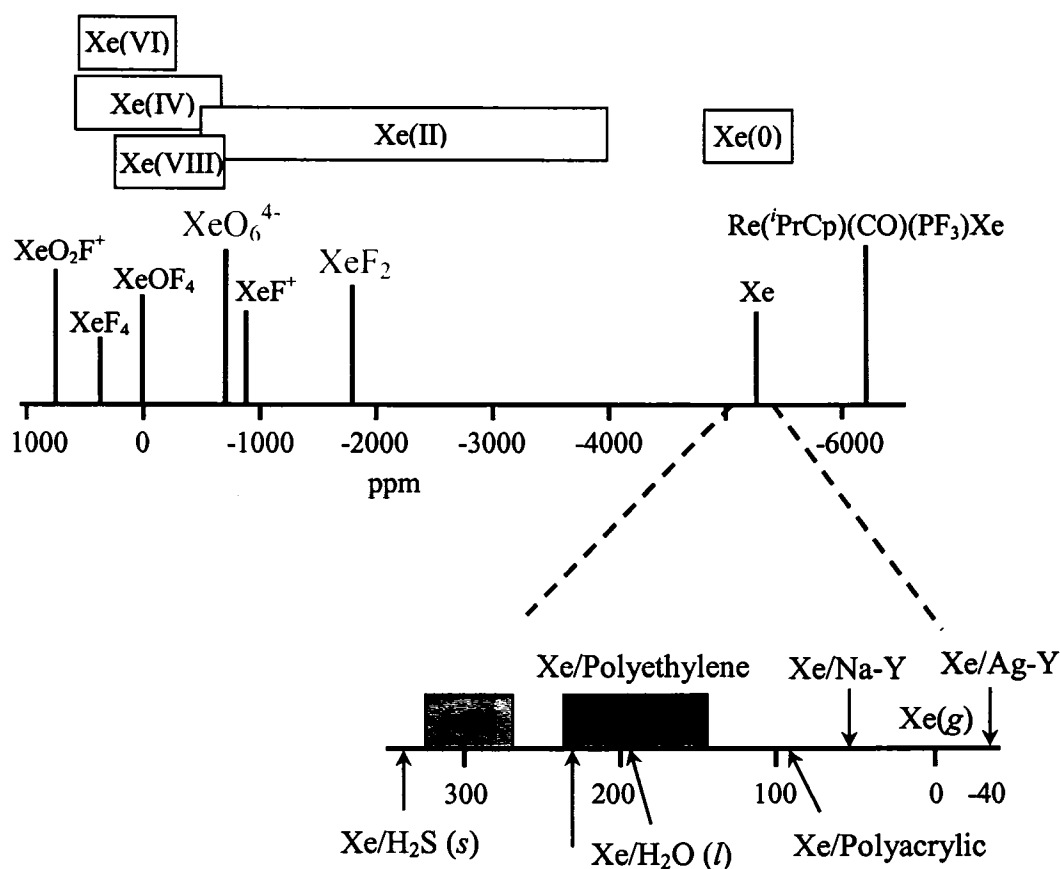 Xe(VI)
Xe(IV)
Xe(II)
Xe(0)
Xe(VIII)
XeO₂F⁺
XeF₄
XeOF₄
XeO₆⁴⁻
XeF⁺
XeF₂
Xe
Re(ⁱPrCp)(CO)(PF₃)Xe
1000 0 -1000 -2000 -3000 -4000 -6000
ppm
Xe/Polyethylene Xe/Na-Y Xe/Ag-Y
Xe(g)
300 200 100 0 -40
Xe/H₂S (s) Xe/H₂O (l) Xe/Polyacrylic